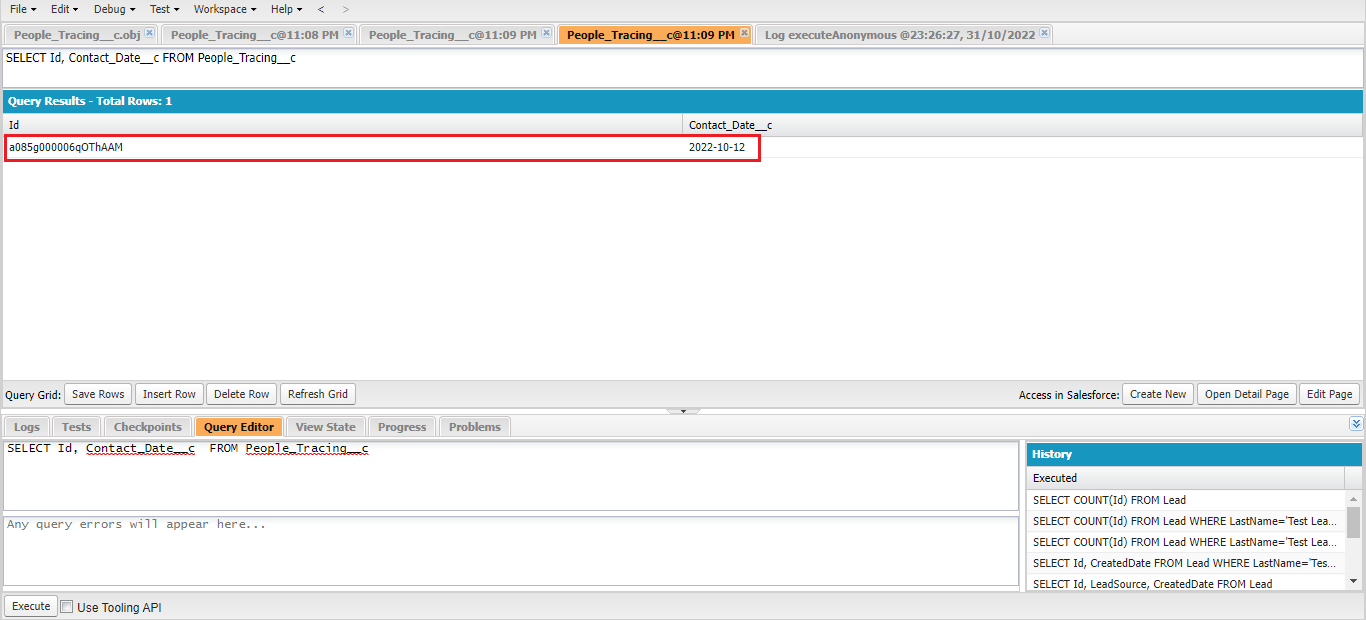 File Edit Debug Test Workspace Help < >
People_Tracing__c.obj People_Tracing__c@11:08 PM People_Tracing__c@11:09 PM People_Tracing__c@11:09 PM Log executeAnonymous @23:26:27, 31/10/2022
SELECT Id, Contact_Date__c FROM People_Tracing__c
Query Results - Total Rows: 1
Id Contact_Date__c
a085g000006qOThAAM 2022-10-12
Query Grid: Save Rows Insert Row Delete Row Refresh Grid Access in Salesforce: Create New Open Detail Page Edit Page
Logs Tests Checkpoints Query Editor View State Progress Problems
SELECT Id, Contact_Date__c  FROM People_Tracing__c
Any query errors will appear here...
History
Executed
SELECT COUNT(Id) FROM Lead
SELECT COUNT(Id) FROM Lead WHERE LastName='Test Lea...
SELECT COUNT(Id) FROM Lead WHERE LastName='Test Lea...
SELECT Id, CreatedDate FROM Lead WHERE LastName='Tes...
SELECT Id, LeadSource, CreatedDate FROM Lead
Execute Use Tooling API